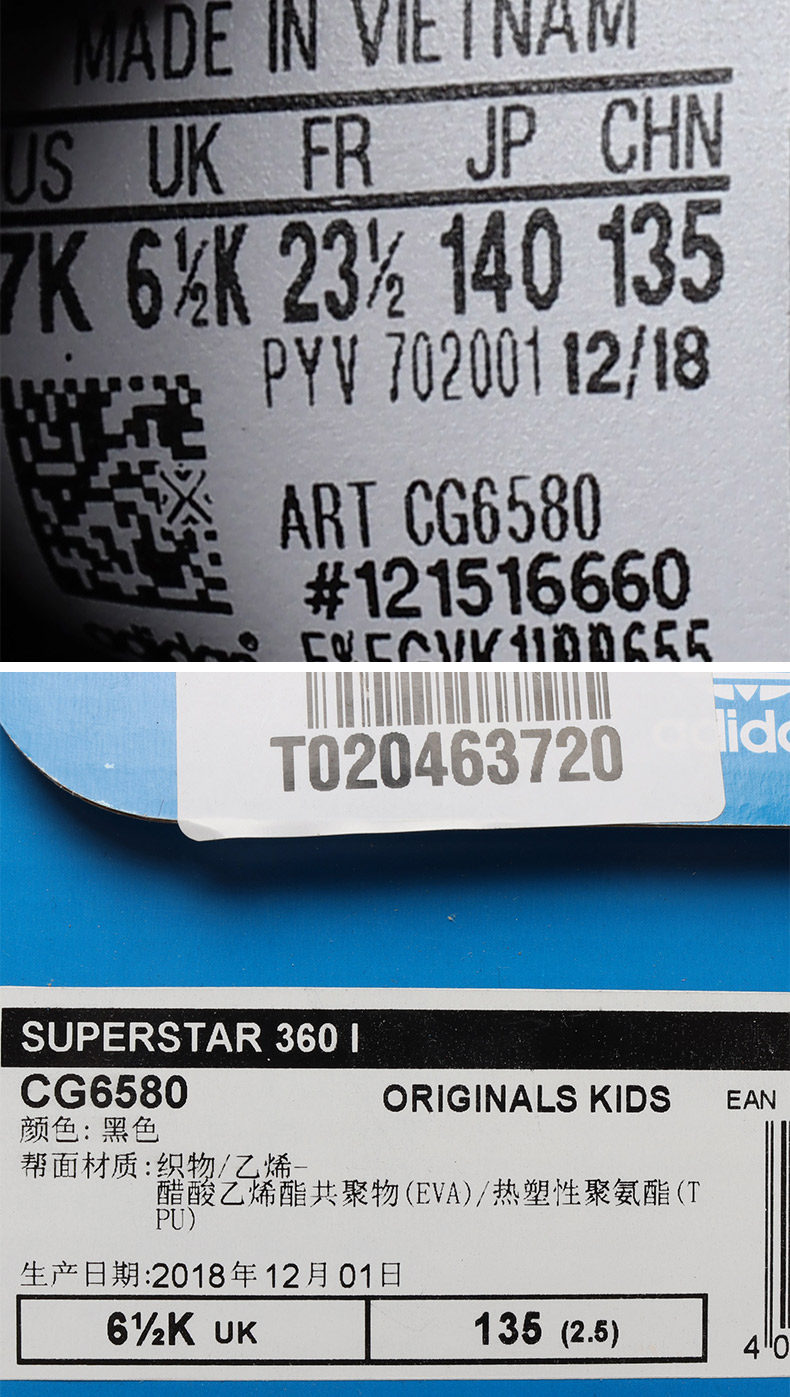 MADE IN VIETNAM
US UK FR JP CHN
7K 6½K 23½ 140 135
PYV 702001 12/18
ART CG6580
#121516660
adidas®
T020463720
SUPERSTAR 360 I
CG6580 ORIGINALS KIDS EAN
颜色: 黑色
帮面材质:织物/乙烯-
醋酸乙烯酯共聚物(EVA)/热塑性聚氨酯(T
PU)
生产日期:2018年12月01日
6½K UK 135 (2.5)
4 0